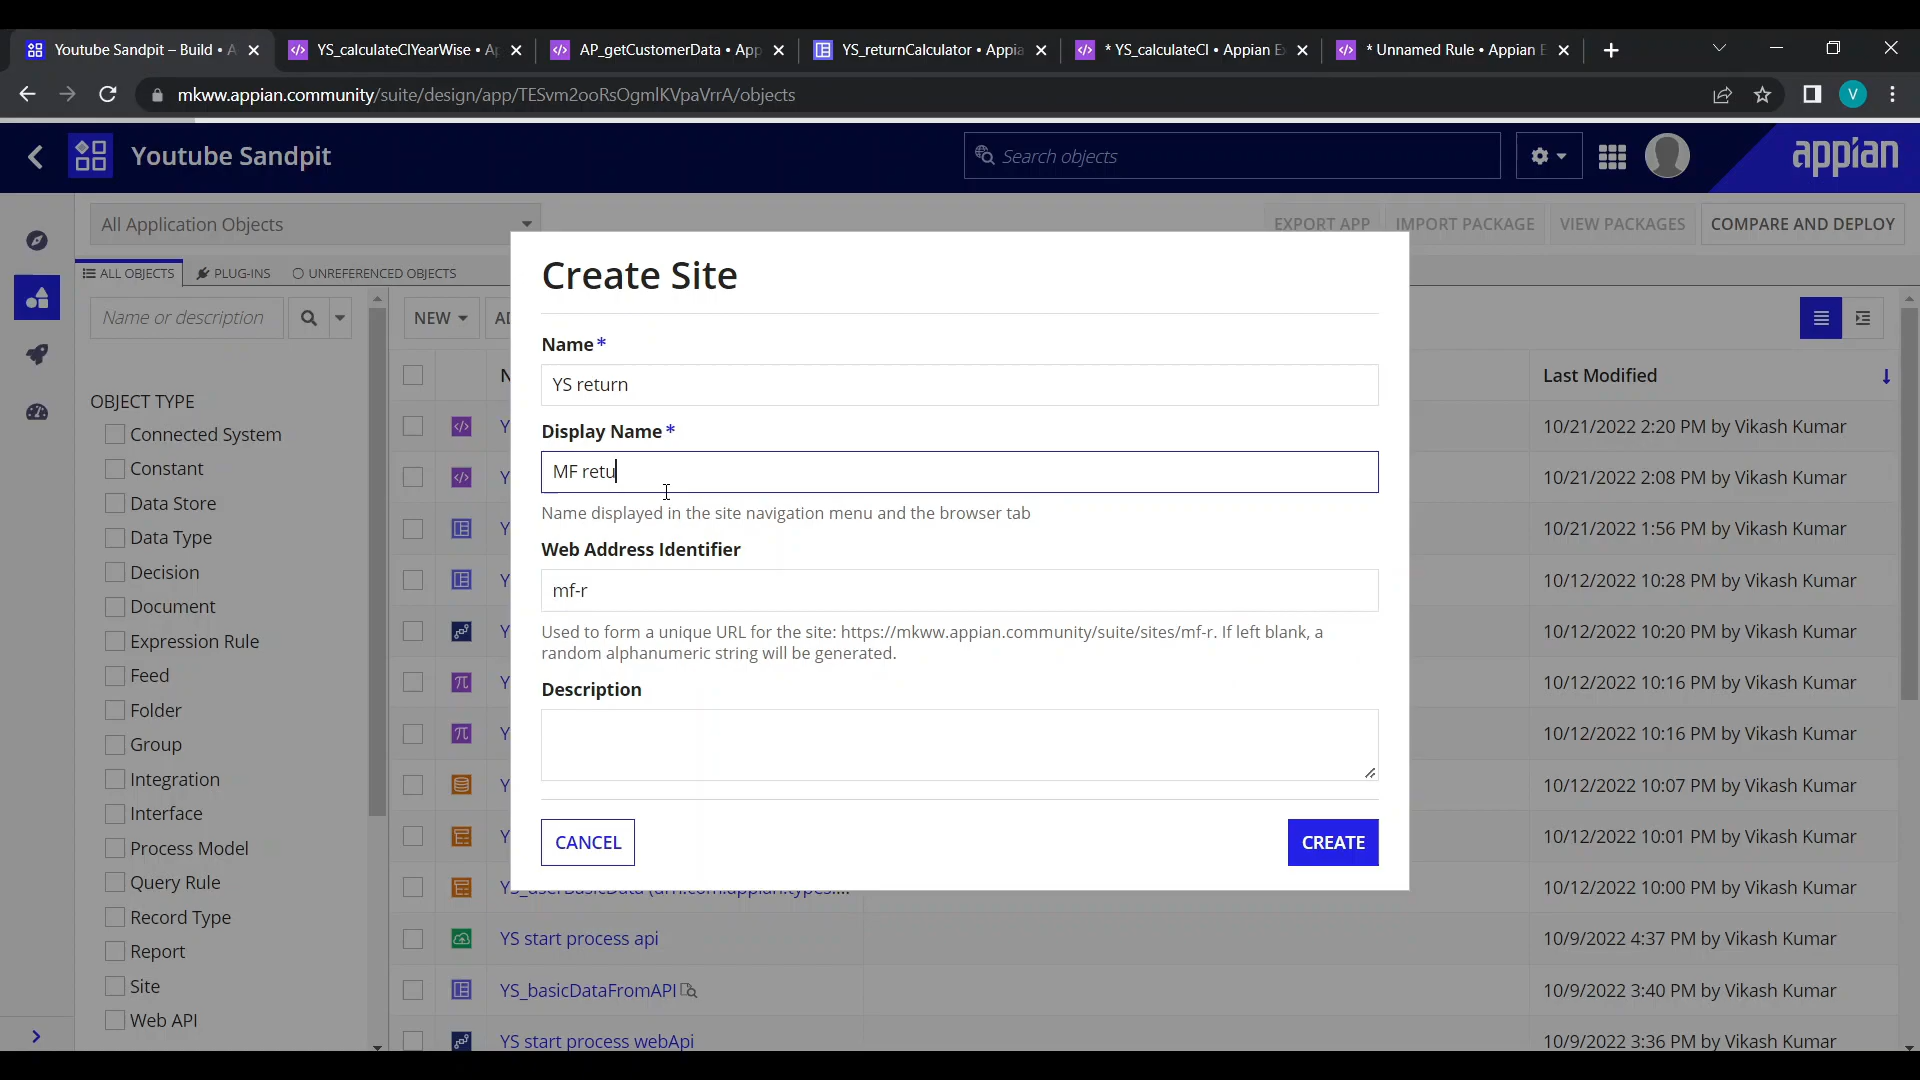 Youtube Sandpit – Build • A
YS_calculateCIYearWise • Ap
AP_getCustomerData • App
YS_returnCalculator • Appia
* YS_calculateCI • Appian Ex
* Unnamed Rule • Appian E
mkww.appian.community/suite/design/app/TESvm2ooRsOgmlKVpaVrrA/objects
V
Youtube Sandpit
Search objects
appian
All Application Objects
EXPORT APP
IMPORT PACKAGE
VIEW PACKAGES
COMPARE AND DEPLOY
ALL OBJECTS
PLUG-INS
UNREFERENCED OBJECTS
Name or description
NEW
AD
OBJECT TYPE
Connected System
Constant
Data Store
Data Type
Decision
Document
Expression Rule
Feed
Folder
Group
Integration
Interface
Process Model
Query Rule
Record Type
Report
Site
Web API
Create Site
Name*
YS return
Display Name*
MF retu
Name displayed in the site navigation menu and the browser tab
Web Address Identifier
mf-r
Used to form a unique URL for the site: https://mkww.appian.community/suite/sites/mf-r. If left blank, a
random alphanumeric string will be generated.
Description
CANCEL
CREATE
Last Modified
10/21/2022 2:20 PM by Vikash Kumar
10/21/2022 2:08 PM by Vikash Kumar
10/21/2022 1:56 PM by Vikash Kumar
10/12/2022 10:28 PM by Vikash Kumar
10/12/2022 10:20 PM by Vikash Kumar
10/12/2022 10:16 PM by Vikash Kumar
10/12/2022 10:16 PM by Vikash Kumar
10/12/2022 10:07 PM by Vikash Kumar
10/12/2022 10:01 PM by Vikash Kumar
10/12/2022 10:00 PM by Vikash Kumar
YS start process api
10/9/2022 4:37 PM by Vikash Kumar
YS_basicDataFromAPI
10/9/2022 3:40 PM by Vikash Kumar
YS start process webApi
10/9/2022 3:36 PM by Vikash Kumar